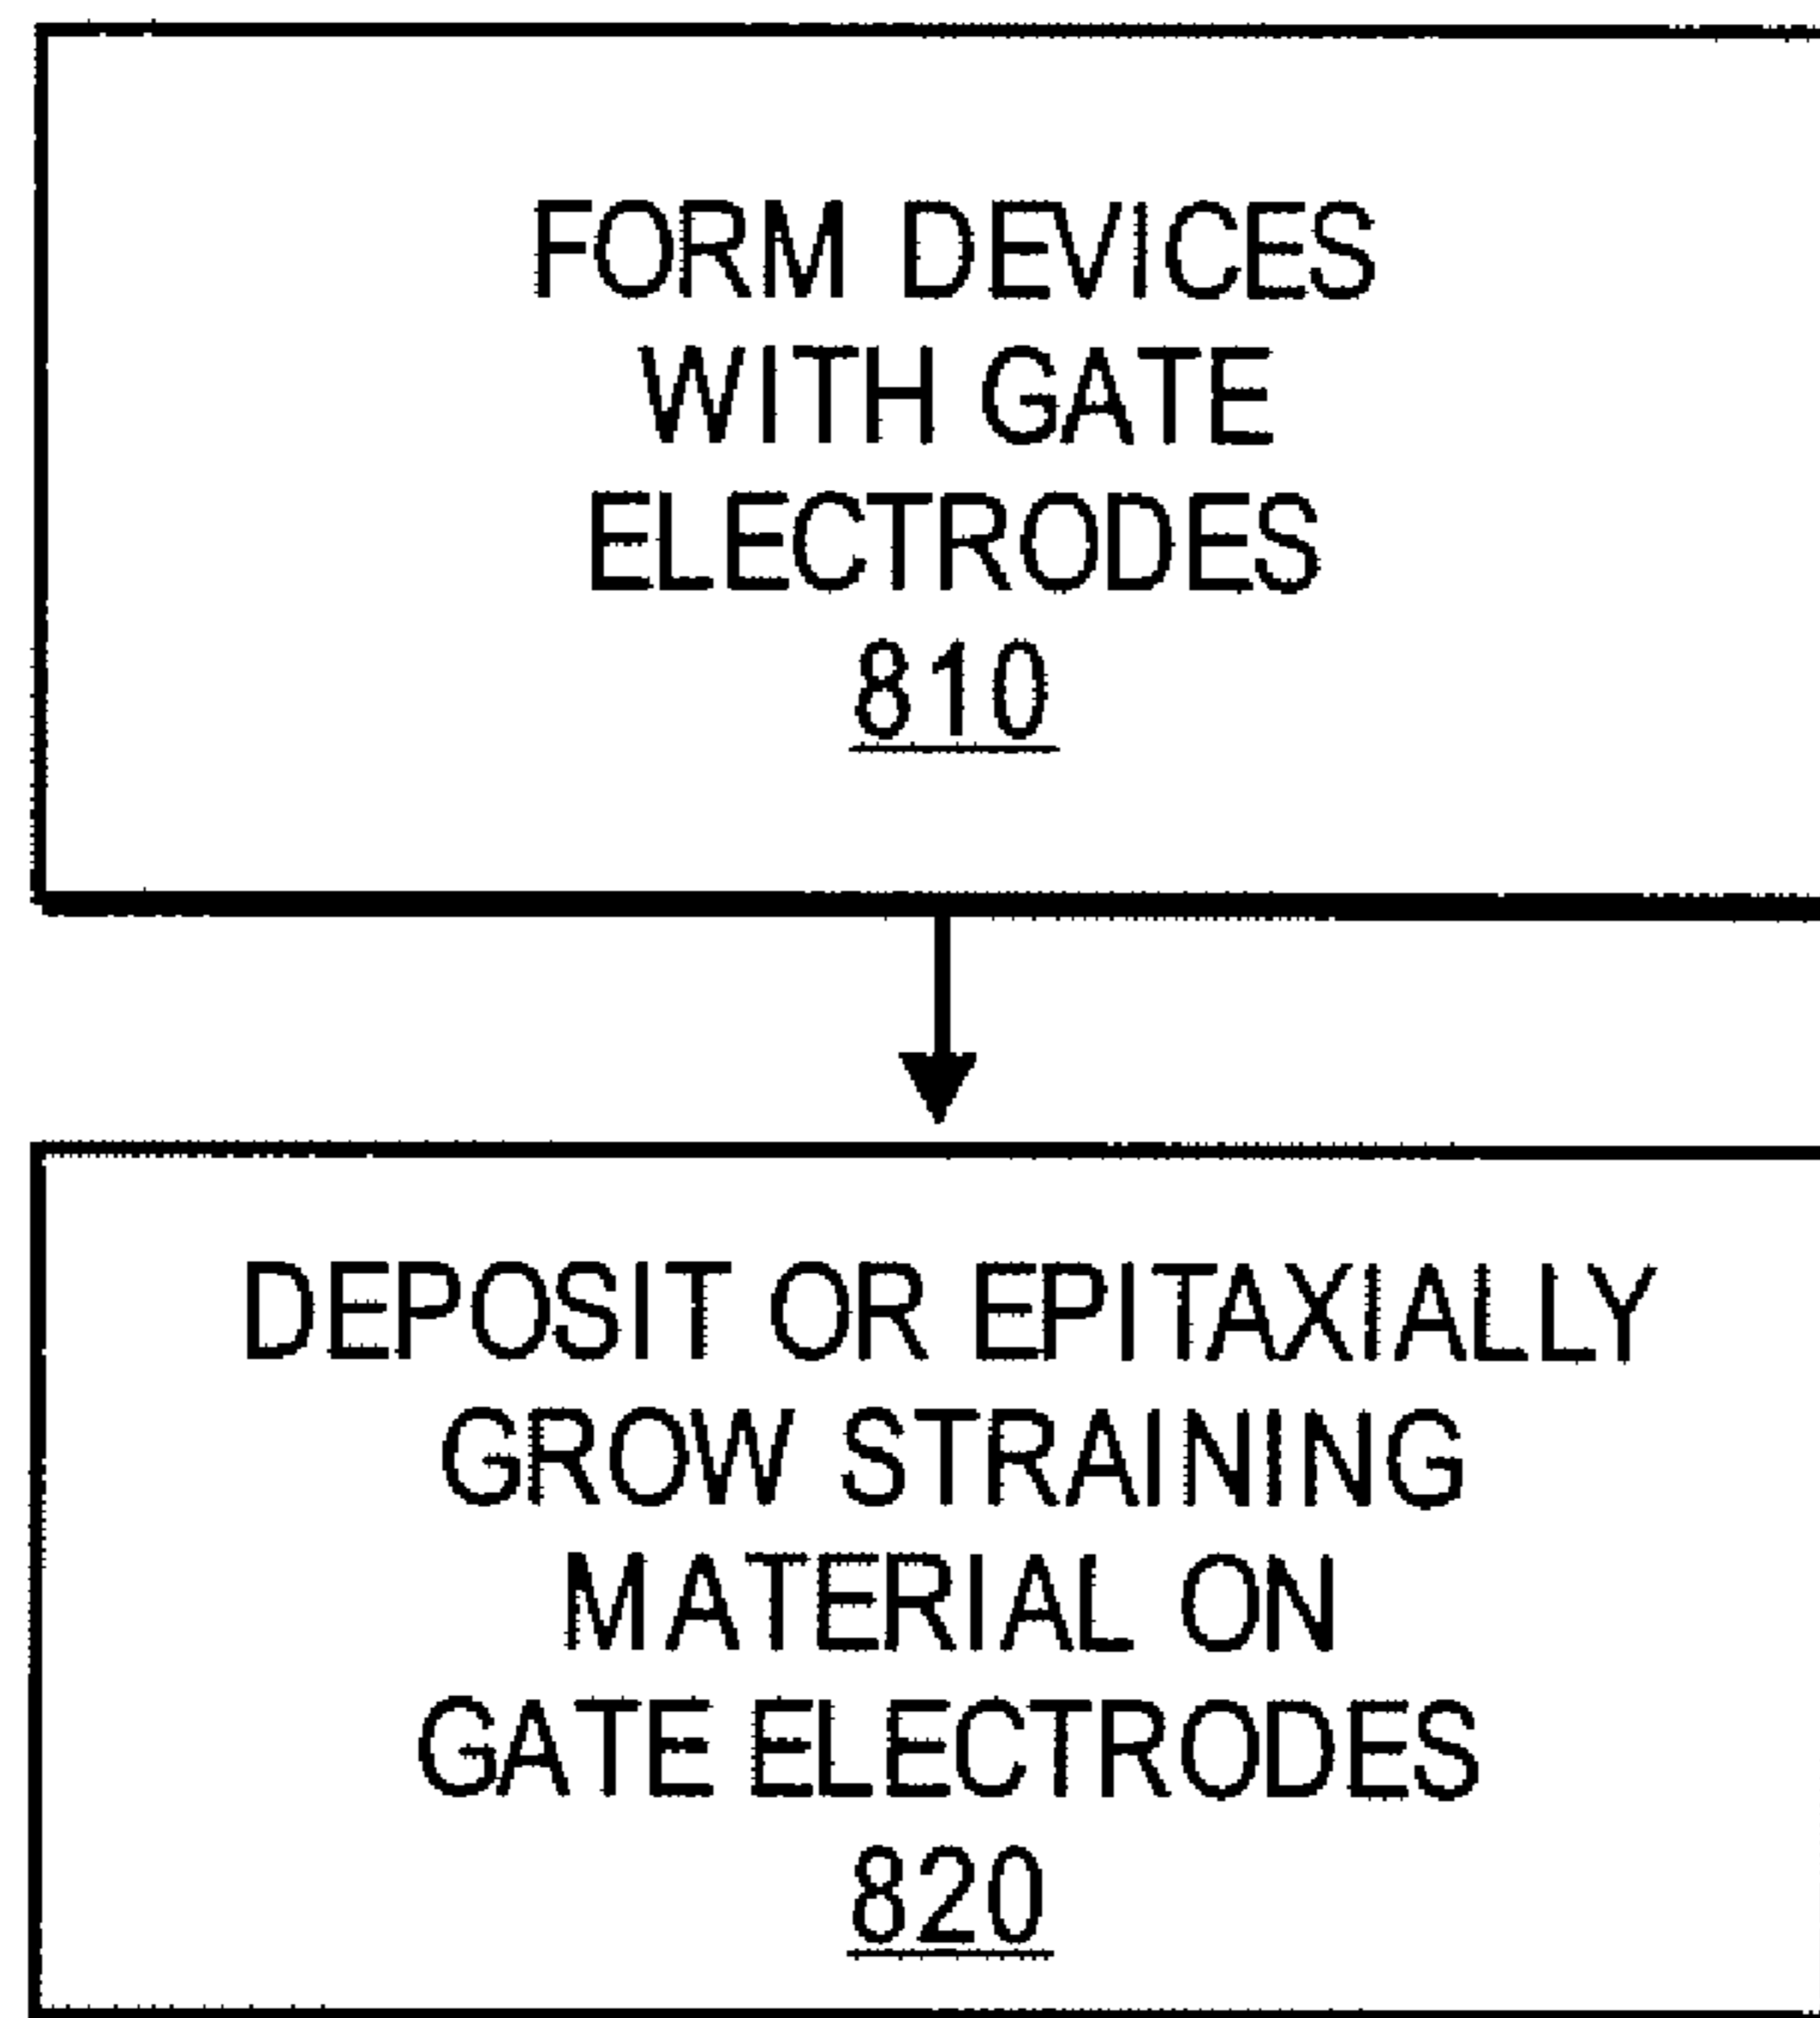 FORM DEVICES
WITH GATE
ELECTRODES
810
DEPOSIT OR EPITAXIALLY
GROW STRAINING
MATERIAL ON
GATE ELECTRODES
820